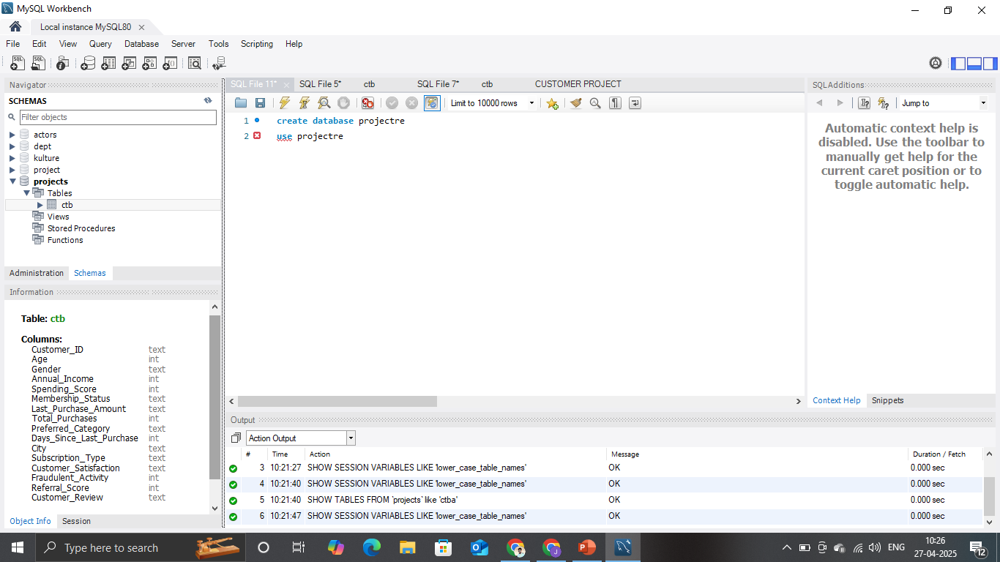 MySQL Workbench
Local instance MySQL80
File Edit View Query Database Server Tools Scripting Help
Navigator
SCHEMAS
Filter objects
actors
dept
kulture
project
projects
Tables
ctb
Views
Stored Procedures
Functions
Administration Schemas
Information
Table: ctb
Columns:
Customer_ID text
Age int
Gender text
Annual_Income int
Spending_Score int
Membership_Status text
Last_Purchase_Amount text
Total_Purchases int
Preferred_Category text
Days_Since_Last_Purchase int
City text
Subscription_Type text
Customer_Satisfaction text
Fraudulent_Activity int
Referral_Score int
Customer_Review text
Object Info Session
SQL File 11* SQL File 5* ctb SQL File 7* ctb CUSTOMER PROJECT
Limit to 10000 rows
1 create database projectre
2 use projectre
Output
Action Output
# Time Action Message Duration / Fetch
3 10:21:27 SHOW SESSION VARIABLES LIKE 'lower_case_table_names' OK 0.000 sec
4 10:21:40 SHOW SESSION VARIABLES LIKE 'lower_case_table_names' OK 0.000 sec
5 10:21:40 SHOW TABLES FROM `projects` like 'ctba' OK 0.000 sec
6 10:21:47 SHOW SESSION VARIABLES LIKE 'lower_case_table_names' OK 0.000 sec
SQLAdditions
Jump to
Automatic context help is
disabled. Use the toolbar to
manually get help for the
current caret position or to
toggle automatic help.
Context Help Snippets
Type here to search
ENG
10:26
27-04-2025
12